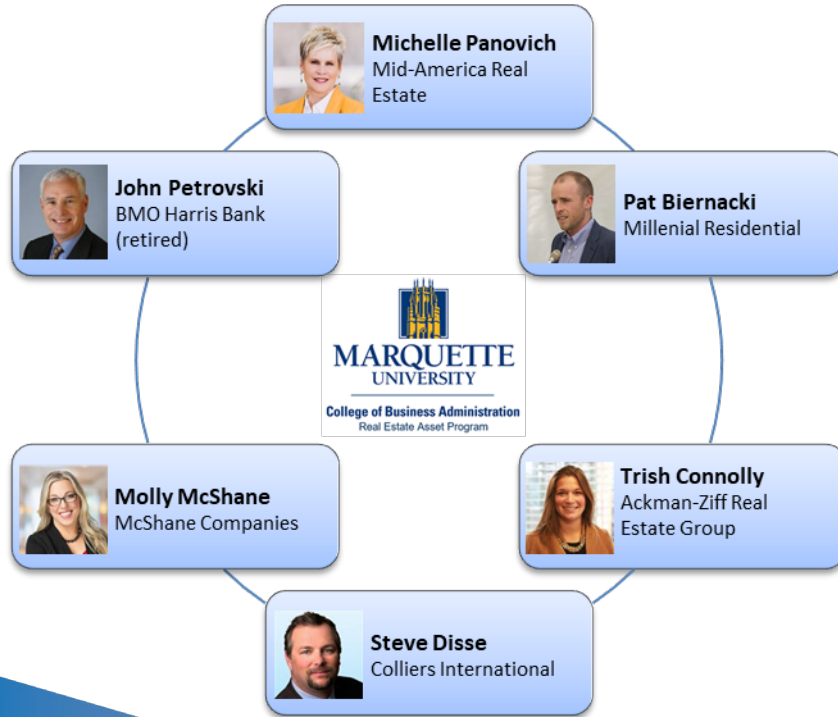 Michelle Panovich
Mid-America Real
Estate
John Petrovski
BMO Harris Bank
(retired)
Pat Biernacki
Millenial Residential
MARQUETTE
UNIVERSITY
College of Business Administration
Real Estate Asset Program
Molly McShane
McShane Companies
Trish Connolly
Ackman-Ziff Real
Estate Group
Steve Disse
Colliers International